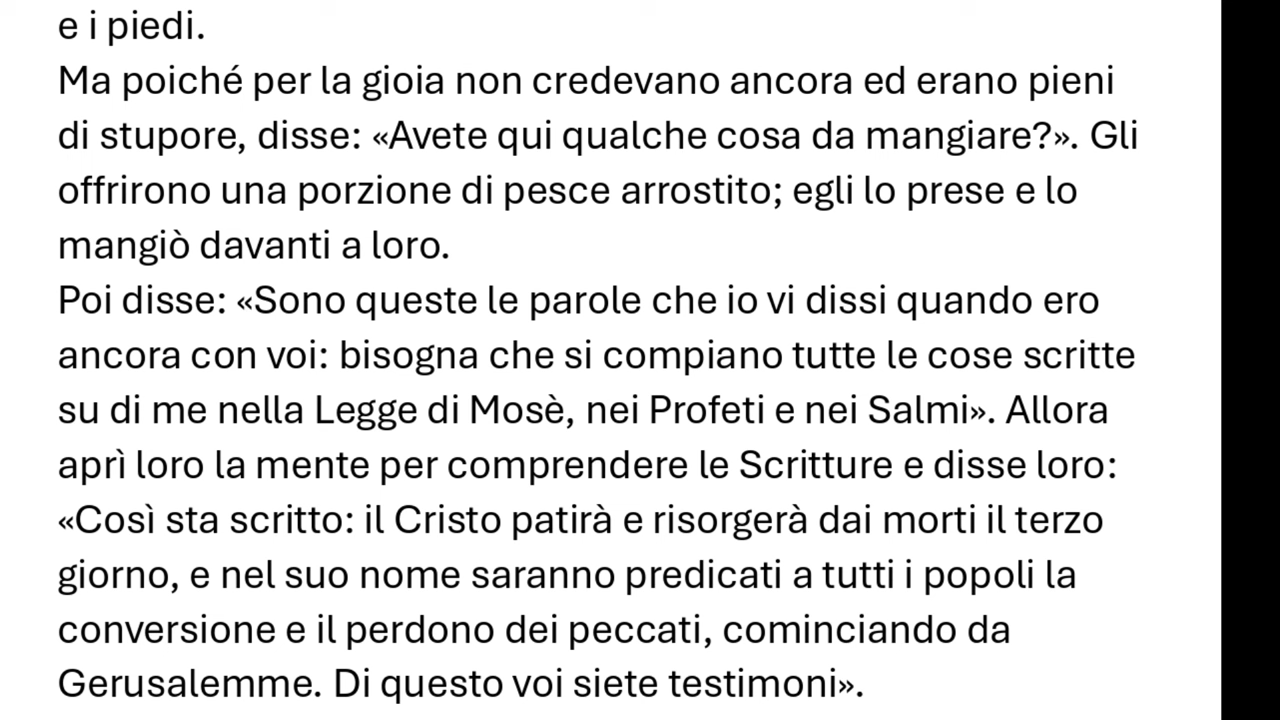 e i piedi.
Ma poiché per la gioia non credevano ancora ed erano pieni
di stupore, disse: «Avete qui qualche cosa da mangiare?». Gli
offrirono una porzione di pesce arrostito; egli lo prese e lo
mangiò davanti a loro.
Poi disse: «Sono queste le parole che io vi dissi quando ero
ancora con voi: bisogna che si compiano tutte le cose scritte
su di me nella Legge di Mosè, nei Profeti e nei Salmi». Allora
aprì loro la mente per comprendere le Scritture e disse loro:
«Così sta scritto: il Cristo patirà e risorgerà dai morti il terzo
giorno, e nel suo nome saranno predicati a tutti i popoli la
conversione e il perdono dei peccati, cominciando da
Gerusalemme. Di questo voi siete testimoni».